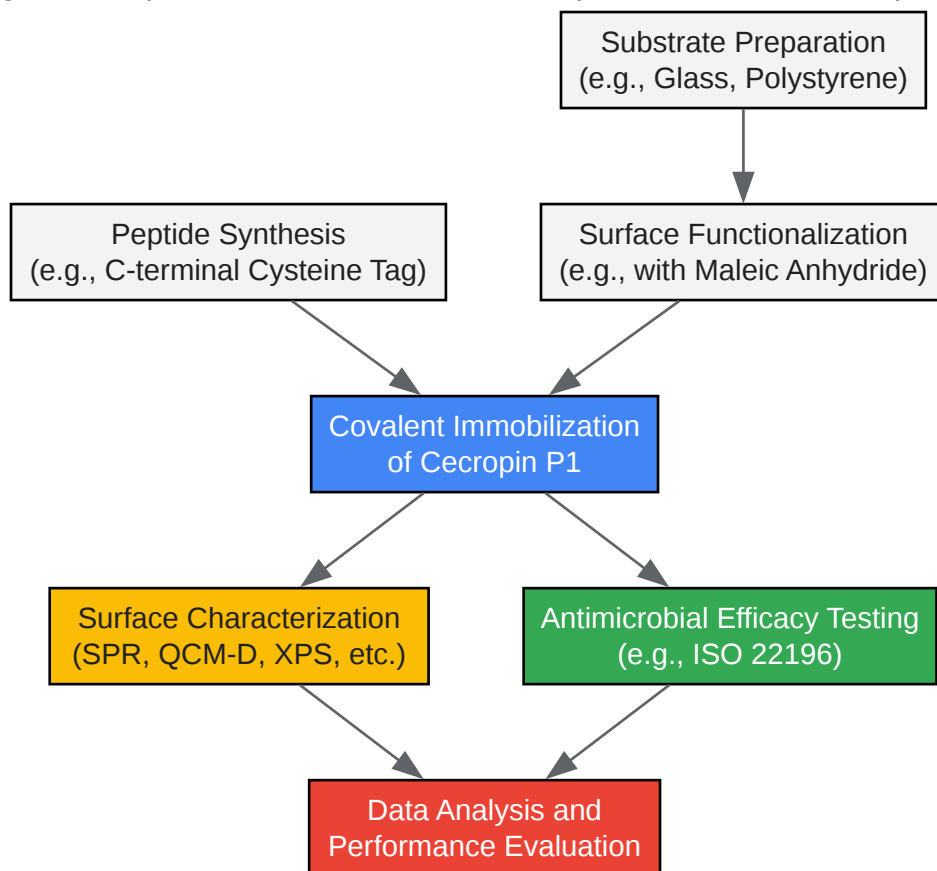 Substrate Preparation
(e.g., Glass, Polystyrene)
Peptide Synthesis
(e.g., C-terminal Cysteine Tag)
Surface Functionalization
(e.g., with Maleic Anhydride)
Covalent Immobilization
of Cecropin P1
Surface Characterization
(SPR, QCM-D, XPS, etc.)
Antimicrobial Efficacy Testing
(e.g., ISO 22196)
Data Analysis and
Performance Evaluation